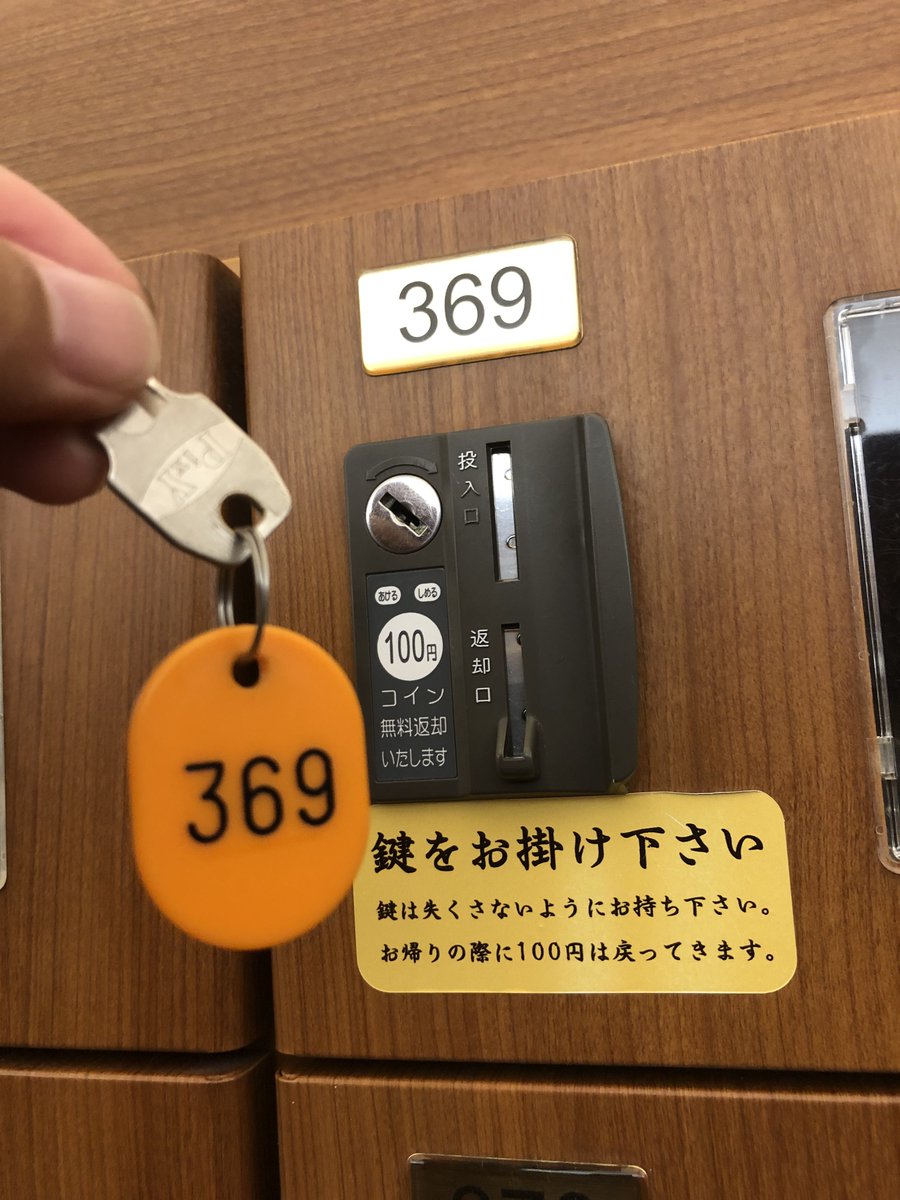 369
投入口
あける しめる
100円
コイン
無料返却
いたします
返却口
369
鍵をお掛け下さい
鍵は失くさないようにお持ち下さい。
お帰りの際に100円は戻ってきます。